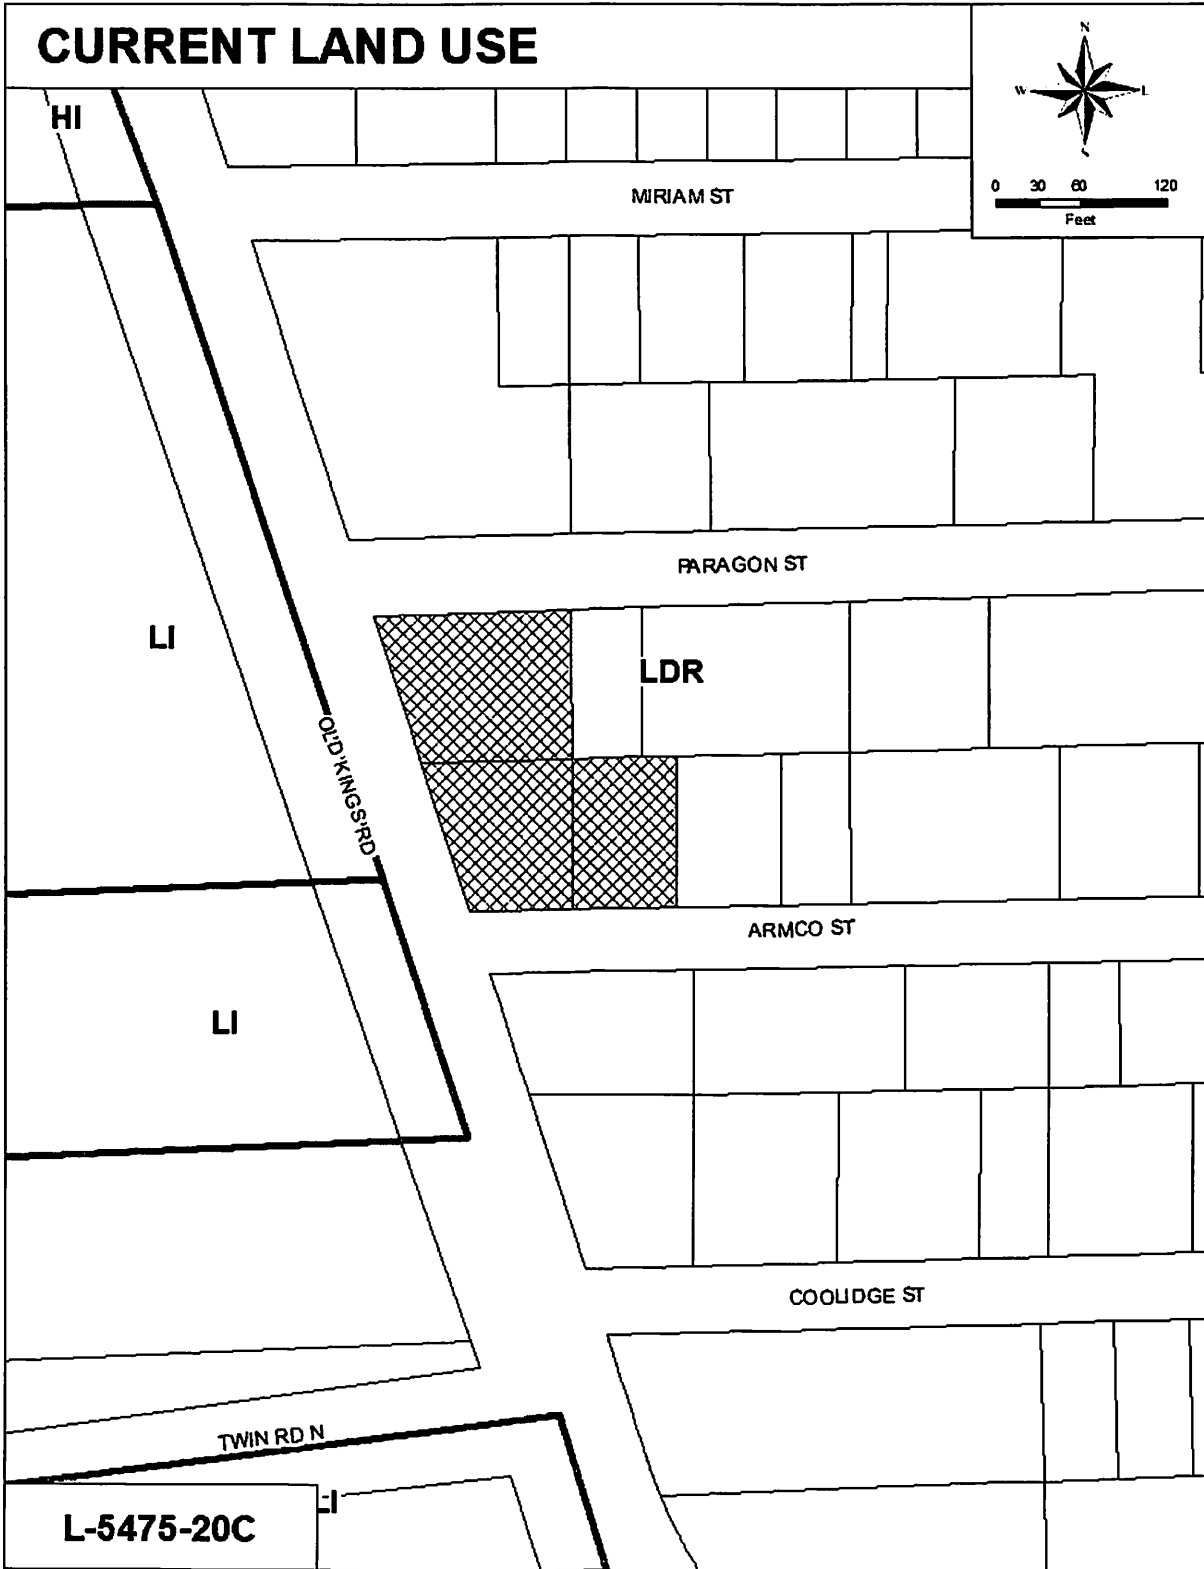 CURRENT LAND USE
N
W
S
0 30 60 120
Feet
HI
MIRIAM ST
PARAGON ST
LI
LDR
OLD KINGS RD
ARMCO ST
LI
COOLIDGE ST
TWIN RD N
LI
L-5475-20C